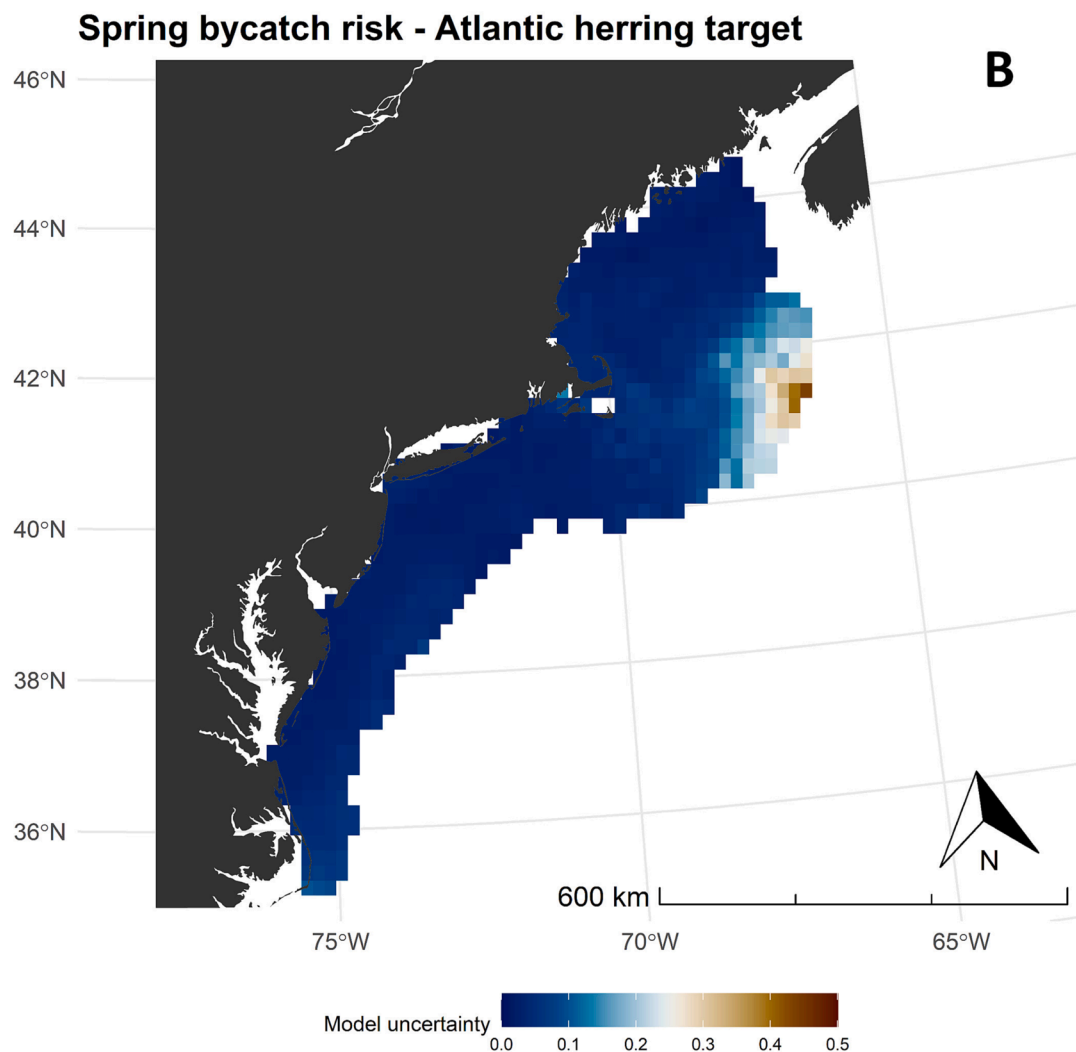 Spring bycatch risk - Atlantic herring target
B
46°N
44°N
42°N
40°N
38°N
36°N
N
600 km
75°W
70°W
65°W
Model uncertainty
0.0 0.1 0.2 0.3 0.4 0.5